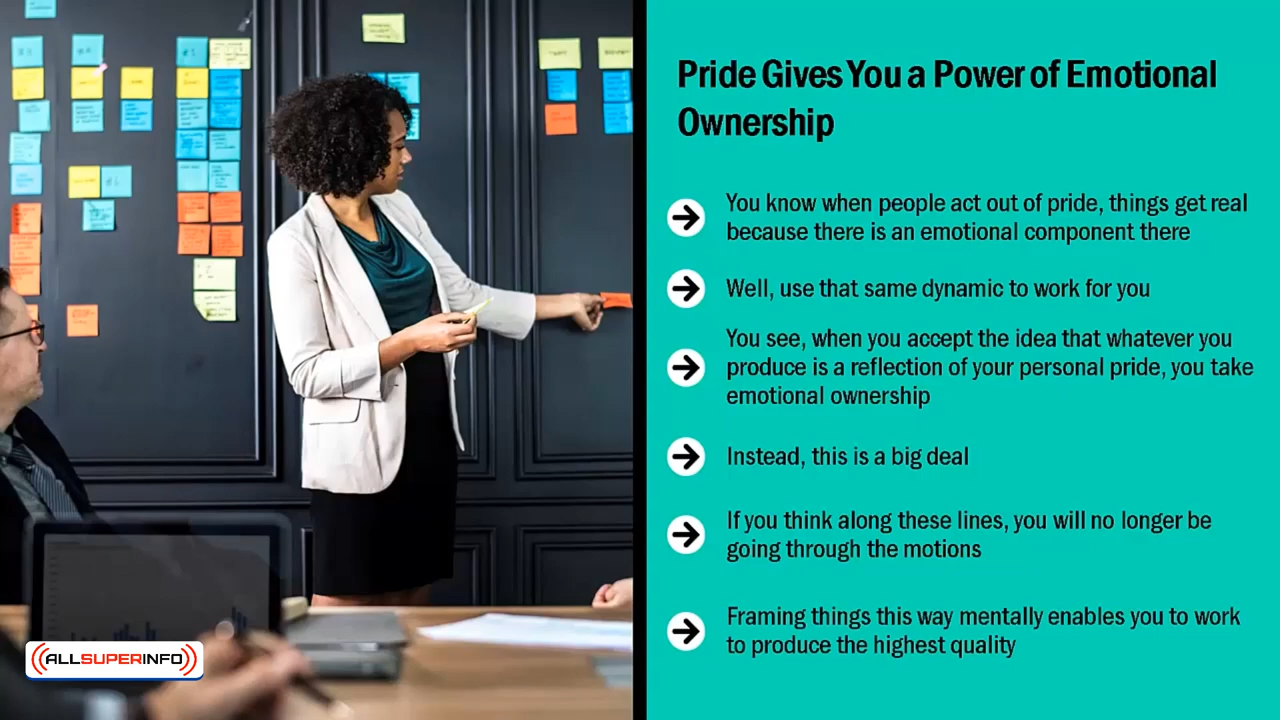 Pride Gives You a Power of Emotional
Ownership
You know when people act out of pride, things get real
because there is an emotional component there
Well, use that same dynamic to work for you
You see, when you accept the idea that whatever you
produce is a reflection of your personal pride, you take
emotional ownership
Instead, this is a big deal
If you think along these lines, you will no longer be
going through the motions
Framing things this way mentally enables you to work
to produce the highest quality
ALLSUPERINFO